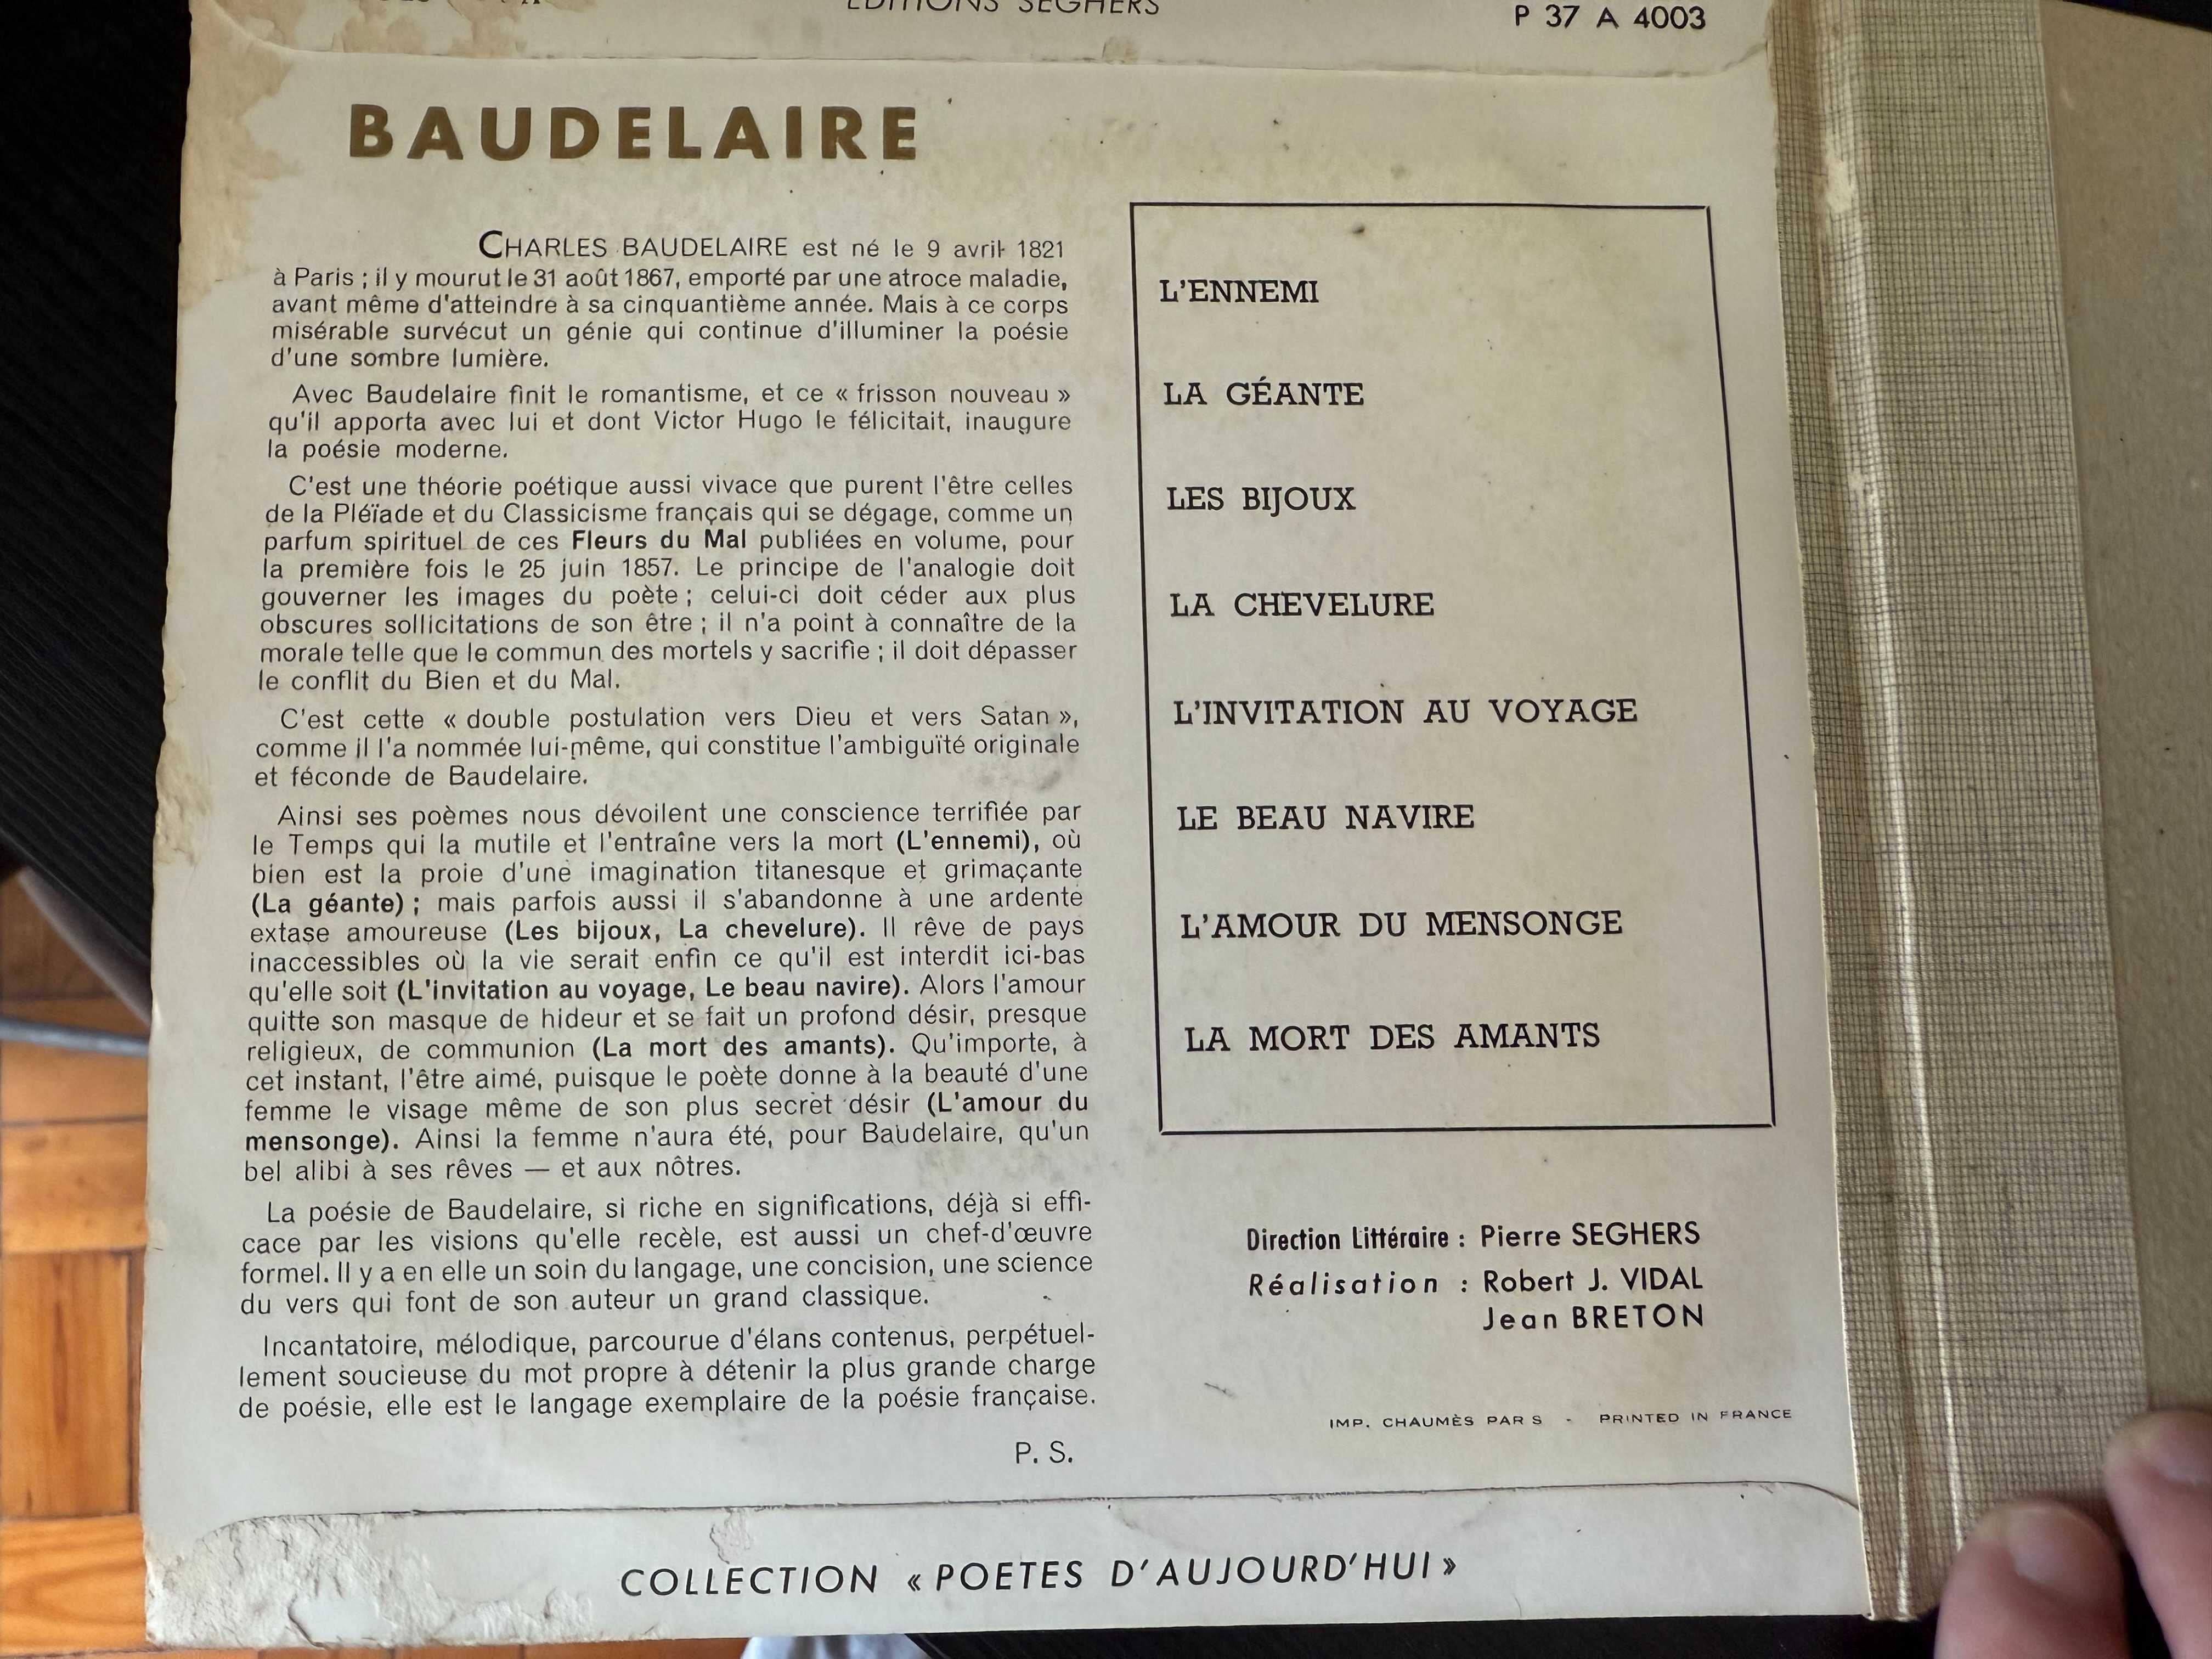 EDITIONS SEGHERS
P 37 A 4003
BAUDELAIRE
CHARLES BAUDELAIRE est né le 9 avril 1821
à Paris ; il y mourut le 31 août 1867, emporté par une atroce maladie,
avant même d'atteindre à sa cinquantième année. Mais à ce corps
misérable survécut un génie qui continue d'illuminer la poésie
d'une sombre lumière.
Avec Baudelaire finit le romantisme, et ce « frisson nouveau »
qu'il apporta avec lui et dont Victor Hugo le félicitait, inaugure
la poésie moderne.
C'est une théorie poétique aussi vivace que purent l'être celles
de la Pléïade et du Classicisme français qui se dégage, comme un
parfum spirituel de ces Fleurs du Mal publiées en volume, pour
la première fois le 25 juin 1857. Le principe de l'analogie doit
gouverner les images du poète ; celui-ci doit céder aux plus
obscures sollicitations de son être ; il n'a point à connaître de la
morale telle que le commun des mortels y sacrifie ; il doit dépasser
le conflit du Bien et du Mal.
C'est cette « double postulation vers Dieu et vers Satan »,
comme il l'a nommée lui-même, qui constitue l'ambiguïté originale
et féconde de Baudelaire.
Ainsi ses poèmes nous dévoilent une conscience terrifiée par
le Temps qui la mutile et l'entraîne vers la mort (L'ennemi), où
bien est la proie d'une imagination titanesque et grimaçante
(La géante) ; mais parfois aussi il s'abandonne à une ardente
extase amoureuse (Les bijoux, La chevelure). Il rêve de pays
inaccessibles où la vie serait enfin ce qu'il est interdit ici-bas
qu'elle soit (L'invitation au voyage, Le beau navire). Alors l'amour
quitte son masque de hideur et se fait un profond désir, presque
religieux, de communion (La mort des amants). Qu'importe, à
cet instant, l'être aimé, puisque le poète donne à la beauté d'une
femme le visage même de son plus secret désir (L'amour du
mensonge). Ainsi la femme n'aura été, pour Baudelaire, qu'un
bel alibi à ses rêves — et aux nôtres.
La poésie de Baudelaire, si riche en significations, déjà si effi-
cace par les visions qu'elle recèle, est aussi un chef-d'œuvre
formel. Il y a en elle un soin du langage, une concision, une science
du vers qui font de son auteur un grand classique.
Incantatoire, mélodique, parcourue d'élans contenus, perpétuel-
lement soucieuse du mot propre à détenir la plus grande charge
de poésie, elle est le langage exemplaire de la poésie française.
P. S.
L'ENNEMI
LA GÉANTE
LES BIJOUX
LA CHEVELURE
L'INVITATION AU VOYAGE
LE BEAU NAVIRE
L'AMOUR DU MENSONGE
LA MORT DES AMANTS
Direction Littéraire : Pierre SEGHERS
Réalisation : Robert J. VIDAL
Jean BRETON
IMP. CHAUMÈS PAR S - PRINTED IN FRANCE
COLLECTION « POETES D'AUJOURD'HUI »